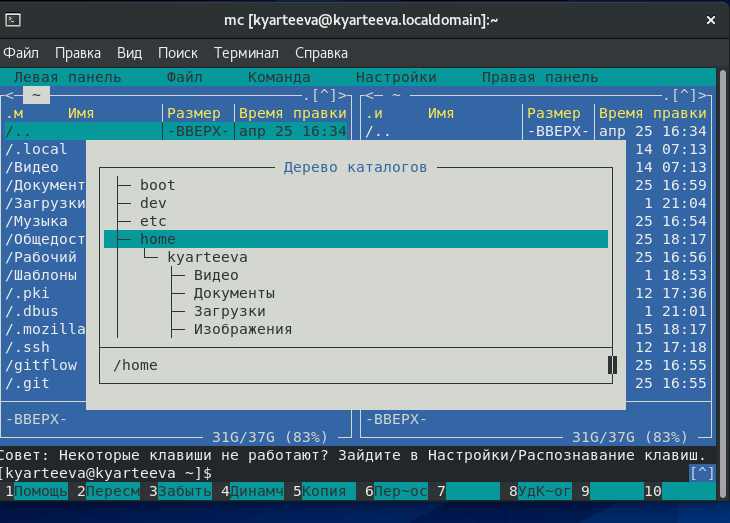 mc [kyarteeva@kyarteeva.localdomain]:~
Файл Правка Вид Поиск Терминал Справка
Левая панель Файл Команда Настройки Правая панель
<─ ~ .[^]> <─ ~ .[^]>
.м Имя Размер Время правки .и Имя Размер Время правки
/.. -ВВЕРХ- апр 25 16:34 /.. -ВВЕРХ- апр 25 16:34
/.local 14 07:13
/Видео Дерево каталогов 14 07:13
/Документ boot 25 16:59
/Загрузки dev 1 21:04
/Музыка etc 25 16:54
/Общедост home 25 18:17
/Рабочий kyarteeva 25 16:56
/Шаблоны Видео 1 18:53
/.pki Документы 12 17:36
/.dbus Загрузки 1 21:01
/.mozilla Изображения 15 18:17
/.ssh 12 17:18
/gitflow /home 25 16:55
/.git 25 16:55
-ВВЕРХ- -ВВЕРХ-
31G/37G (83%) 31G/37G (83%)
Совет: Некоторые клавиши не работают? Зайдите в Настройки/Распознавание клавиш.
[kyarteeva@kyarteeva ~]$ [^]
1Помощь 2Пересм 3Забыть 4Динамч 5Копия 6Пер~ос 7 8УдК~ог 9 10